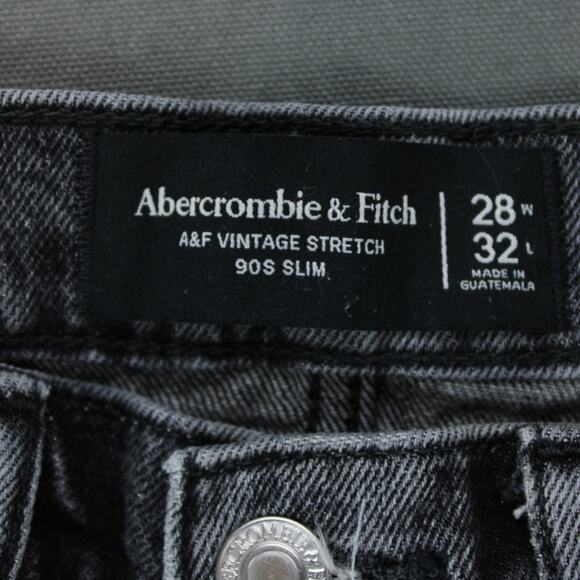 Abercrombie & Fitch
A&F VINTAGE STRETCH
90S SLIM
28 W
32 L
MADE IN
GUATEMALA